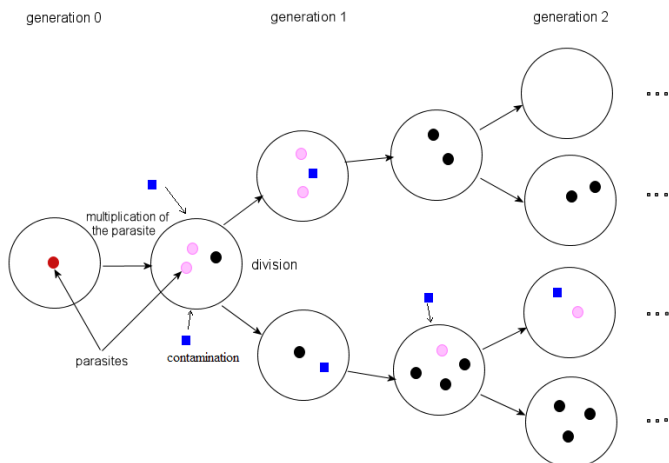 generation 0
generation 1
generation 2
multiplication of
the parasite
division
parasites
contamination